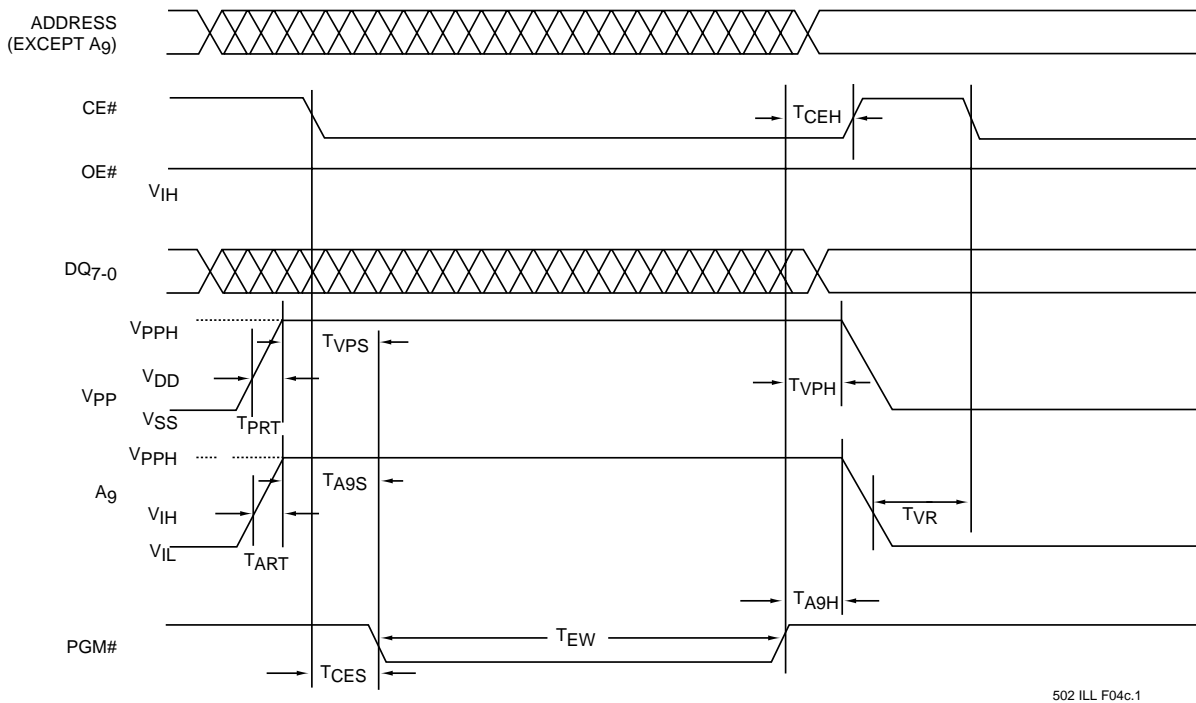 ADDRESS
(EXCEPT A9)
CE#
TCEH
OE#
VIH
DQ7-0
VPPH
TVPS
VDD
TVPH
VPP
VSS
TPRT
VPPH
TA9S
A9
VIH
TVR
VIL
TART
TA9H
TEW
PGM#
TCES
502 ILL F04c.1